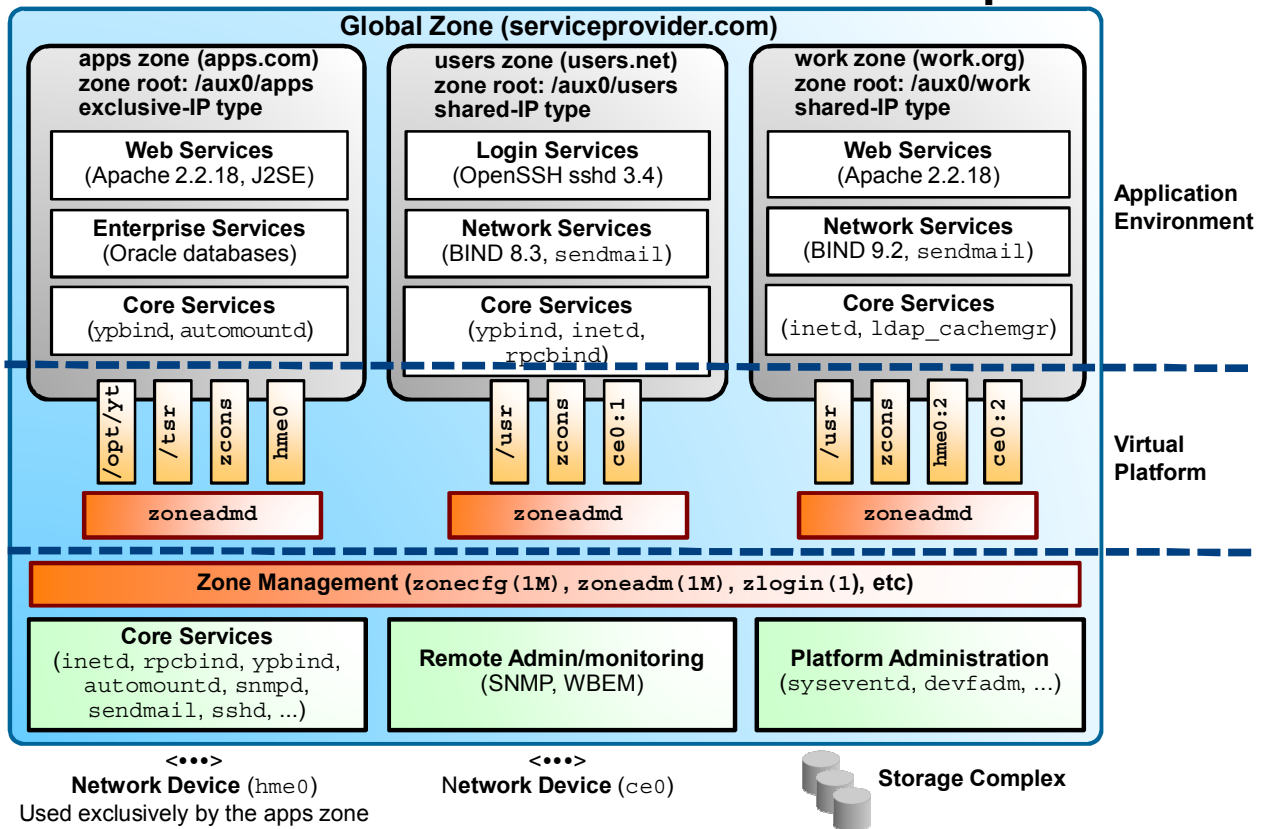 Global Zone (serviceprovider.com)
apps zone (apps.com)
zone root: /aux0/apps
exclusive-IP type
Web Services
(Apache 2.2.18, J2SE)
Enterprise Services
(Oracle databases)
Core Services
(ypbind, automountd)
/opt/yt
/tsr
zcons
hme0
zoneadmd
users zone (users.net)
zone root: /aux0/users
shared-IP type
Login Services
(OpenSSH sshd 3.4)
Network Services
(BIND 8.3, sendmail)
Core Services
(ypbind, inetd,
rpcbind)
/usr
zcons
ce0:1
zoneadmd
work zone (work.org)
zone root: /aux0/work
shared-IP type
Web Services
(Apache 2.2.18)
Network Services
(BIND 9.2, sendmail)
Core Services
(inetd, ldap_cachemgr)
/usr
zcons
hme0:2
ce0:2
zoneadmd
Application
Environment
Virtual
Platform
Zone Management (zonecfg(1M), zoneadm(1M), zlogin(1), etc)
Core Services
(inetd, rpcbind, ypbind,
automountd, snmpd,
sendmail, sshd, ...)
Remote Admin/monitoring
(SNMP, WBEM)
Platform Administration
(syseventd, devfadm, ...)
<•••>
Network Device (hme0)
Used exclusively by the apps zone
<•••>
Network Device (ce0)
Storage Complex